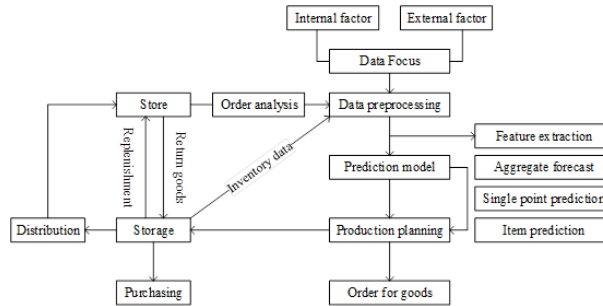 Internal factor
External factor
Data Focus
Store
Order analysis
Data preprocessing
Feature extraction
Replenishment
Return goods
Inventory data
Prediction model
Aggregate forecast
Single point prediction
Distribution
Storage
Production planning
Item prediction
Purchasing
Order for goods